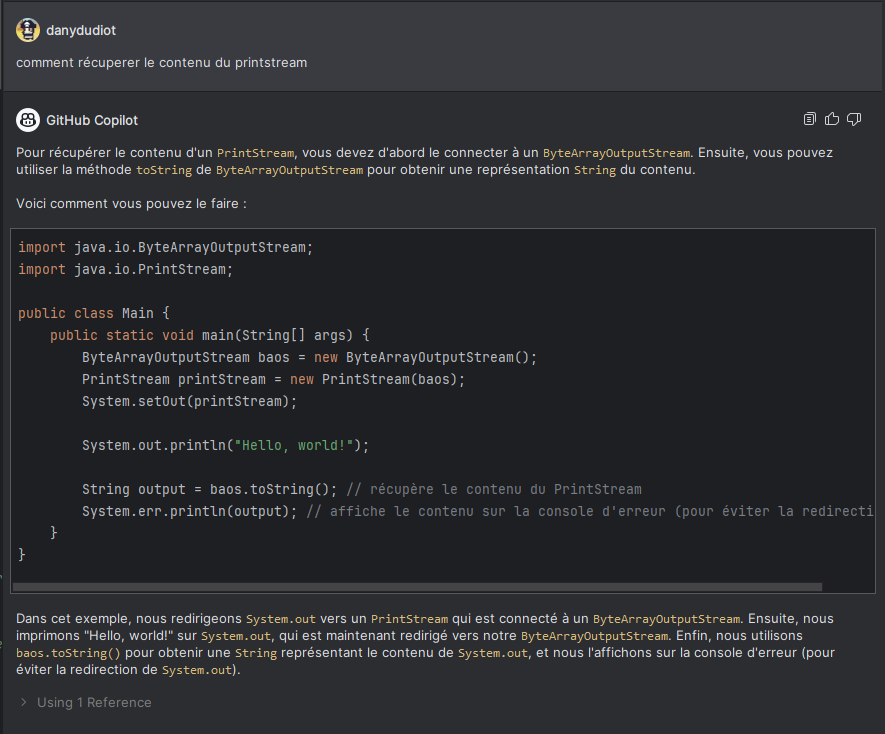 danydudiot
comment récuperer le contenu du printstream
GitHub Copilot
Pour récupérer le contenu d'un PrintStream, vous devez d'abord le connecter à un ByteArrayOutputStream. Ensuite, vous pouvez
utiliser la méthode toString de ByteArrayOutputStream pour obtenir une représentation String du contenu.
Voici comment vous pouvez le faire :
import java.io.ByteArrayOutputStream;
import java.io.PrintStream;
public class Main {
    public static void main(String[] args) {
        ByteArrayOutputStream baos = new ByteArrayOutputStream();
        PrintStream printStream = new PrintStream(baos);
        System.setOut(printStream);
        System.out.println("Hello, world!");
        String output = baos.toString(); // récupère le contenu du PrintStream
        System.err.println(output); // affiche le contenu sur la console d'erreur (pour éviter la redirecti
    }
}
Dans cet exemple, nous redirigeons System.out vers un PrintStream qui est connecté à un ByteArrayOutputStream. Ensuite, nous
imprimons "Hello, world!" sur System.out, qui est maintenant redirigé vers notre ByteArrayOutputStream. Enfin, nous utilisons
baos.toString() pour obtenir une String représentant le contenu de System.out, et nous l'affichons sur la console d'erreur (pour
éviter la redirection de System.out).
Using 1 Reference